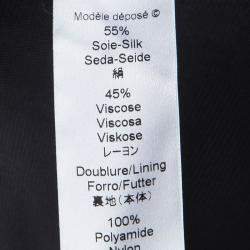 Modèle déposé ©
55%
Soie-Silk
Seda-Seide
絹
45%
Viscose
Viscosa
Viskose
レーヨン
Doublure/Lining
Forro/Futter
裏地(本体)
100%
Polyamide
Nylon